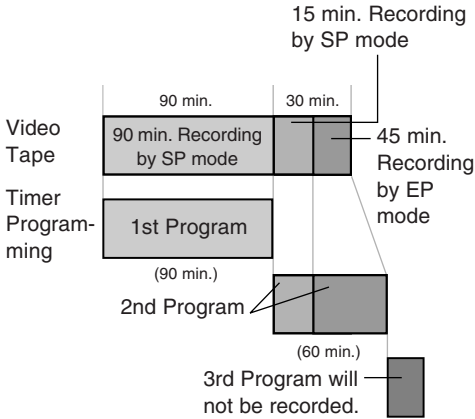 15 min. Recording
by SP mode
90 min.
30 min.
Video
Tape
90 min. Recording
by SP mode
45 min.
Recording
by EP
mode
Timer
Program-
ming
1st Program
(90 min.)
2nd Program
(60 min.)
3rd Program will
not be recorded.